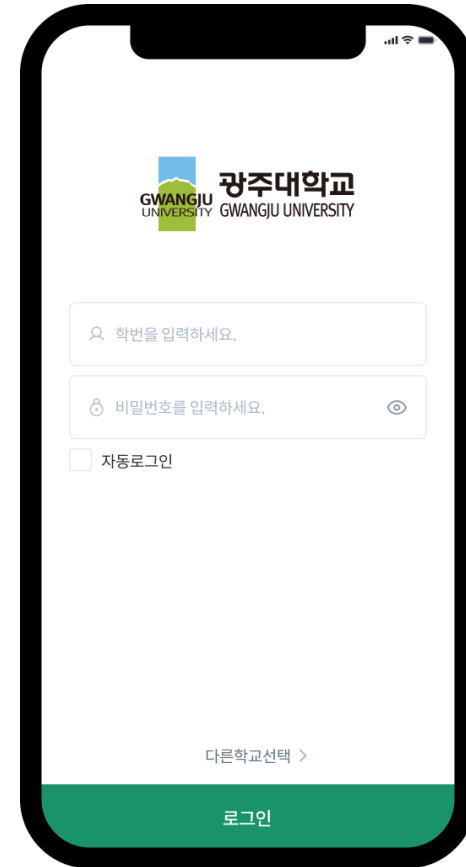 광주대학교
GWANGJU GWANGJU UNIVERSITY
UNIVERSITY
학번을 입력하세요.
비밀번호를 입력하세요.
자동로그인
다른학교선택 >
로그인